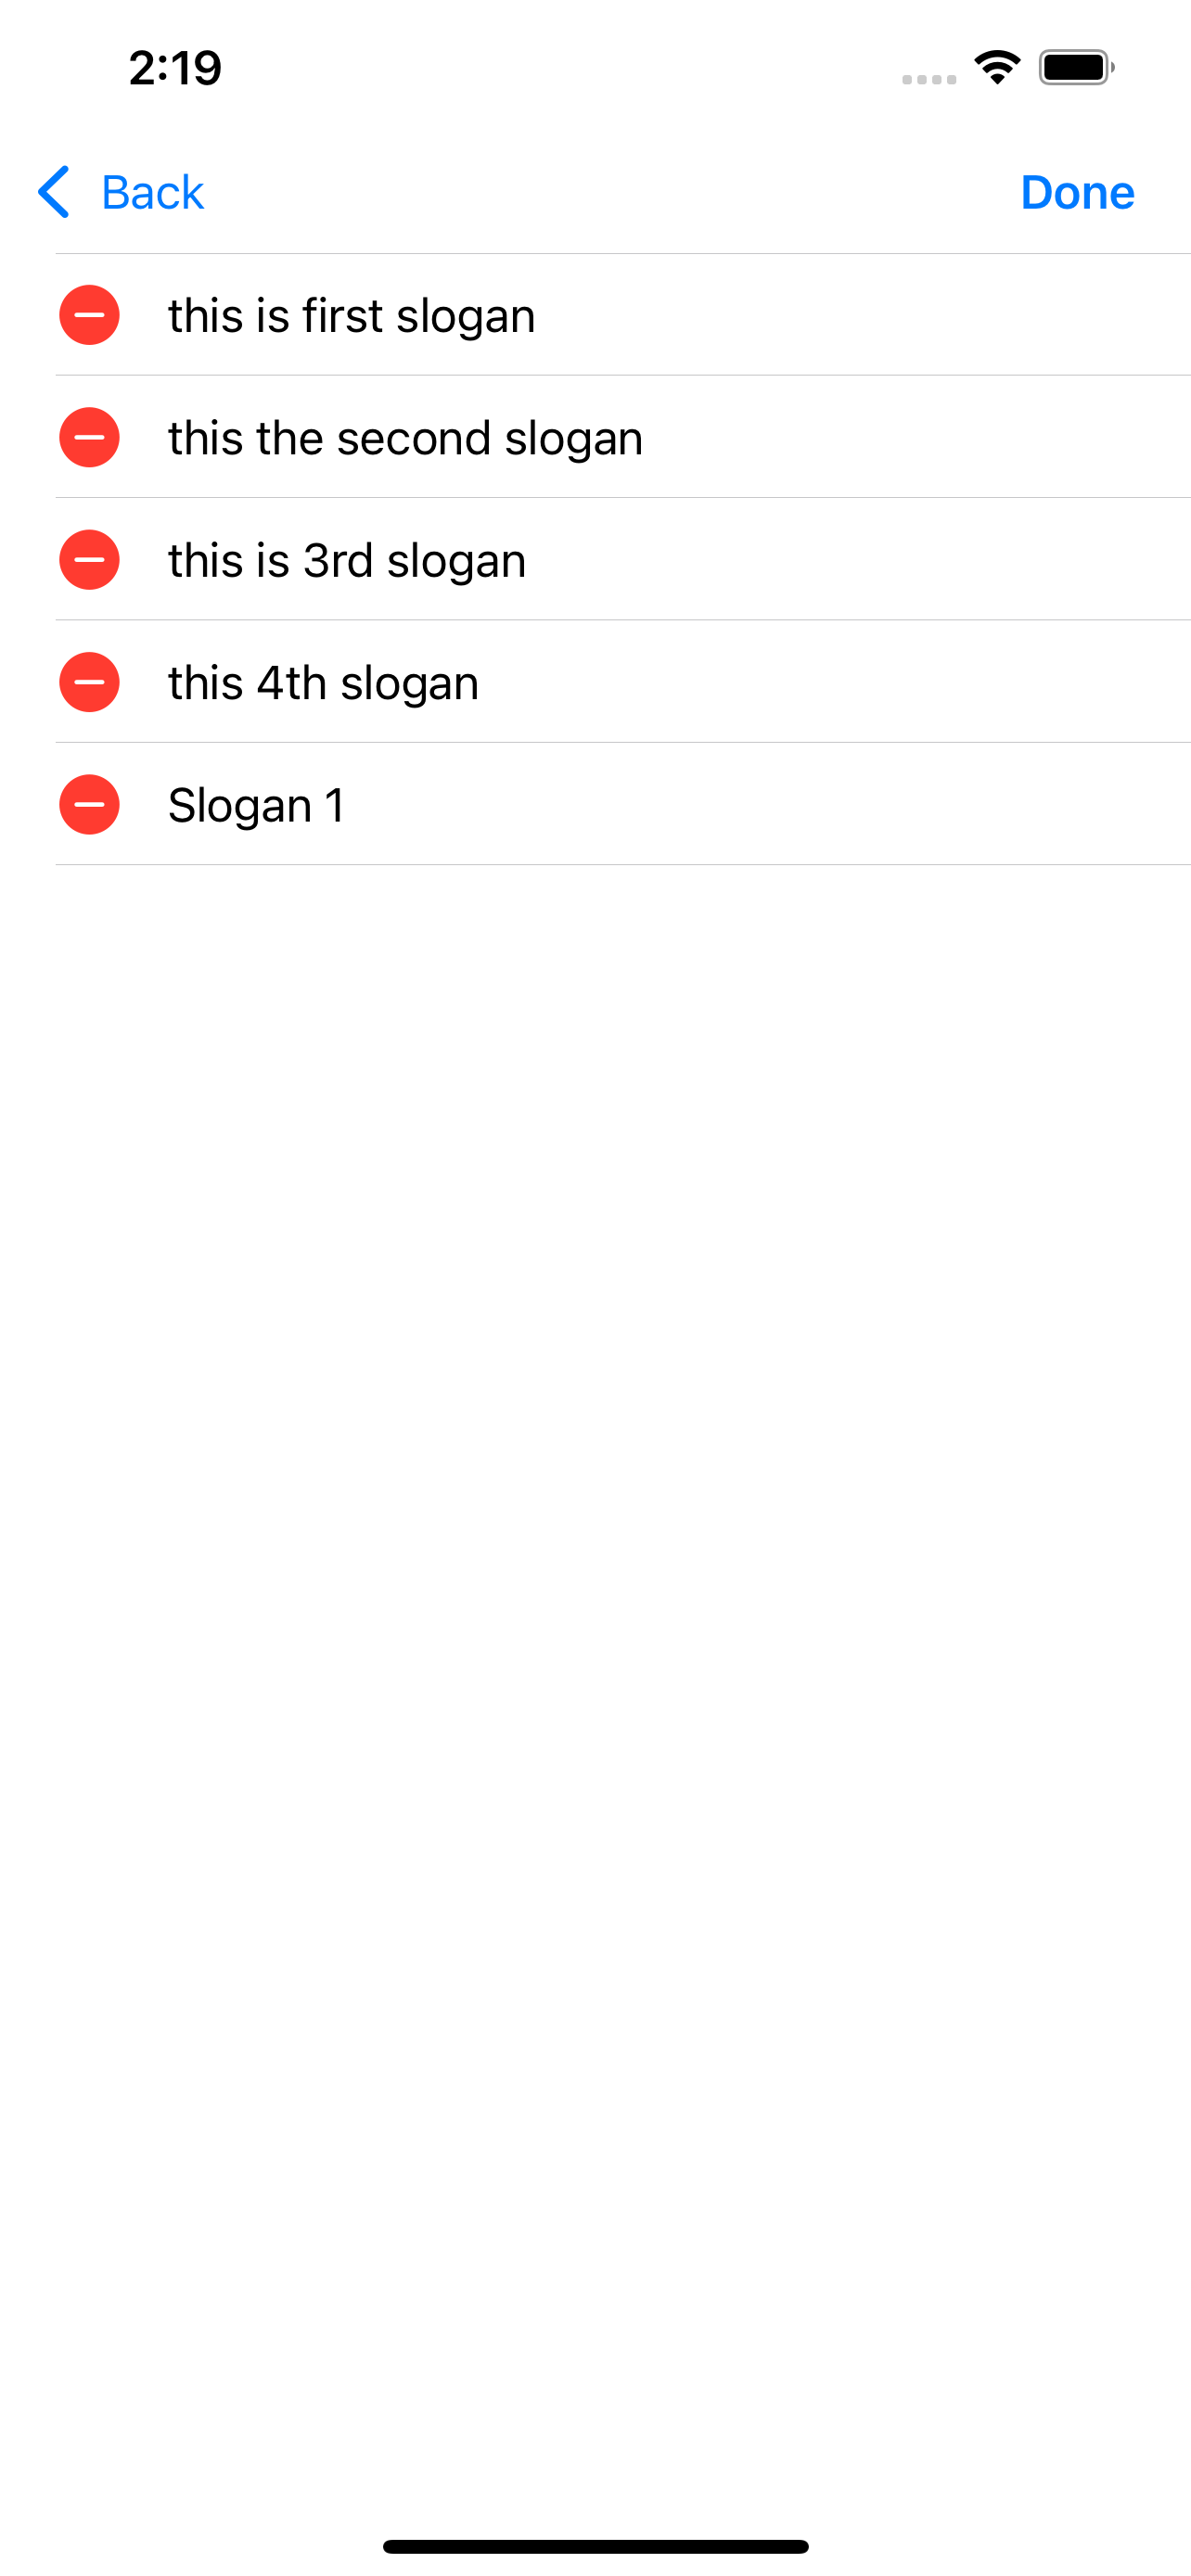 2:19
Back
Done
this is first slogan
this the second slogan
this is 3rd slogan
this 4th slogan
Slogan 1